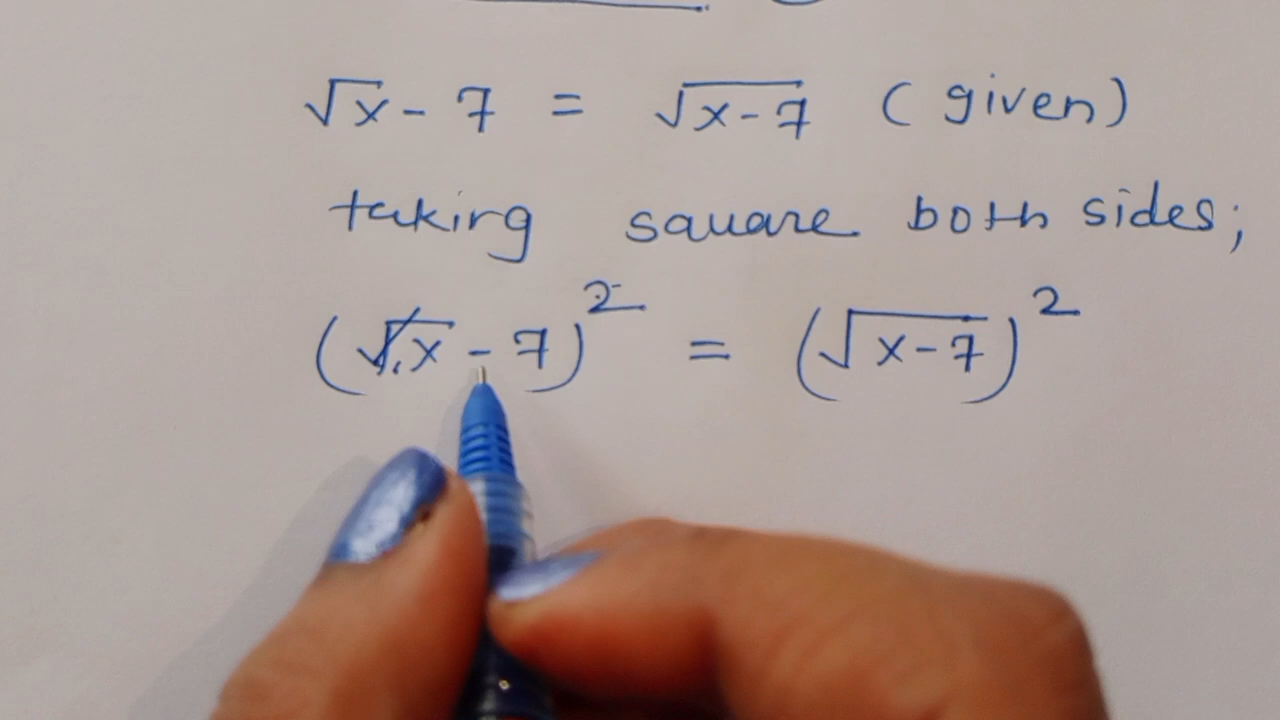 √x - 7 = √(x-7) (given)
taking square both sides;
(√x - 7)² = (√(x-7))²